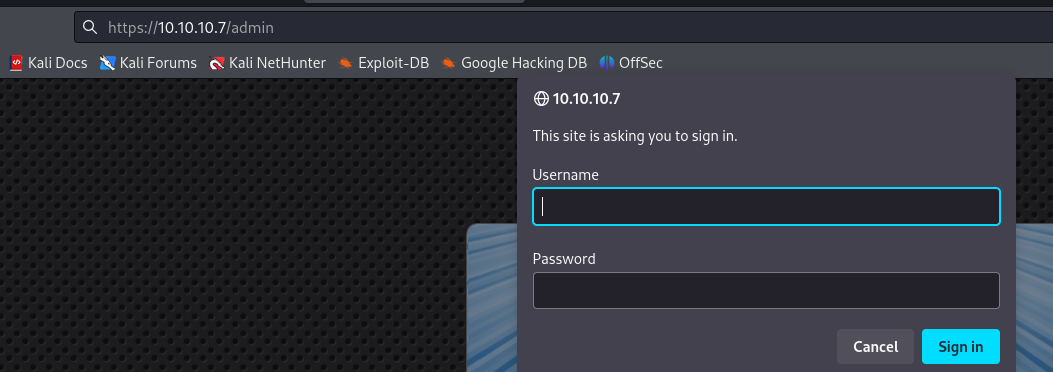 https://10.10.10.7/admin
Kali Docs Kali Forums Kali NetHunter Exploit-DB Google Hacking DB OffSec
10.10.10.7
This site is asking you to sign in.
Username
Password
Cancel Sign in